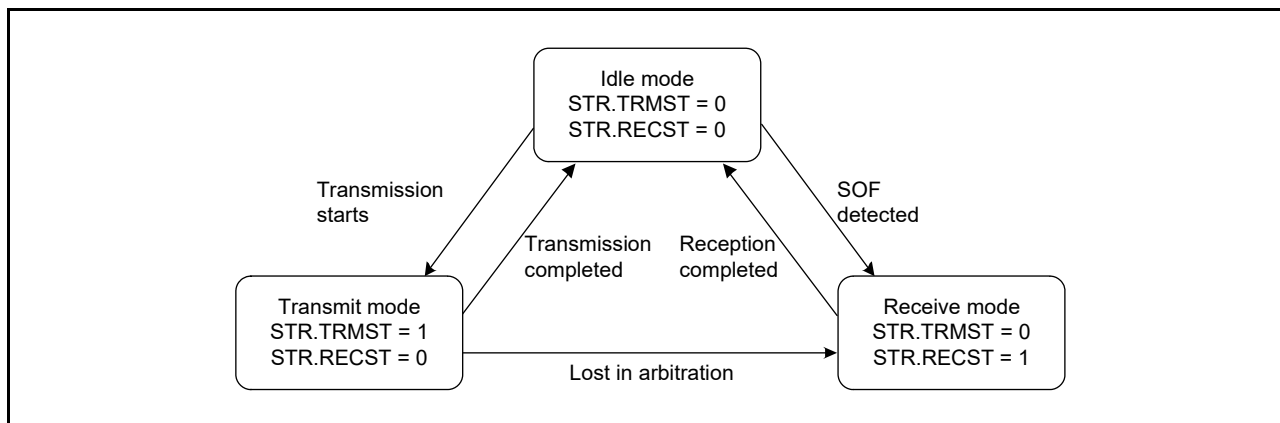 Idle mode
STR.TRMST = 0
STR.RECST = 0
Transmission
starts
SOF
detected
Transmission
completed
Reception
completed
Transmit mode
STR.TRMST = 1
STR.RECST = 0
Receive mode
STR.TRMST = 0
STR.RECST = 1
Lost in arbitration